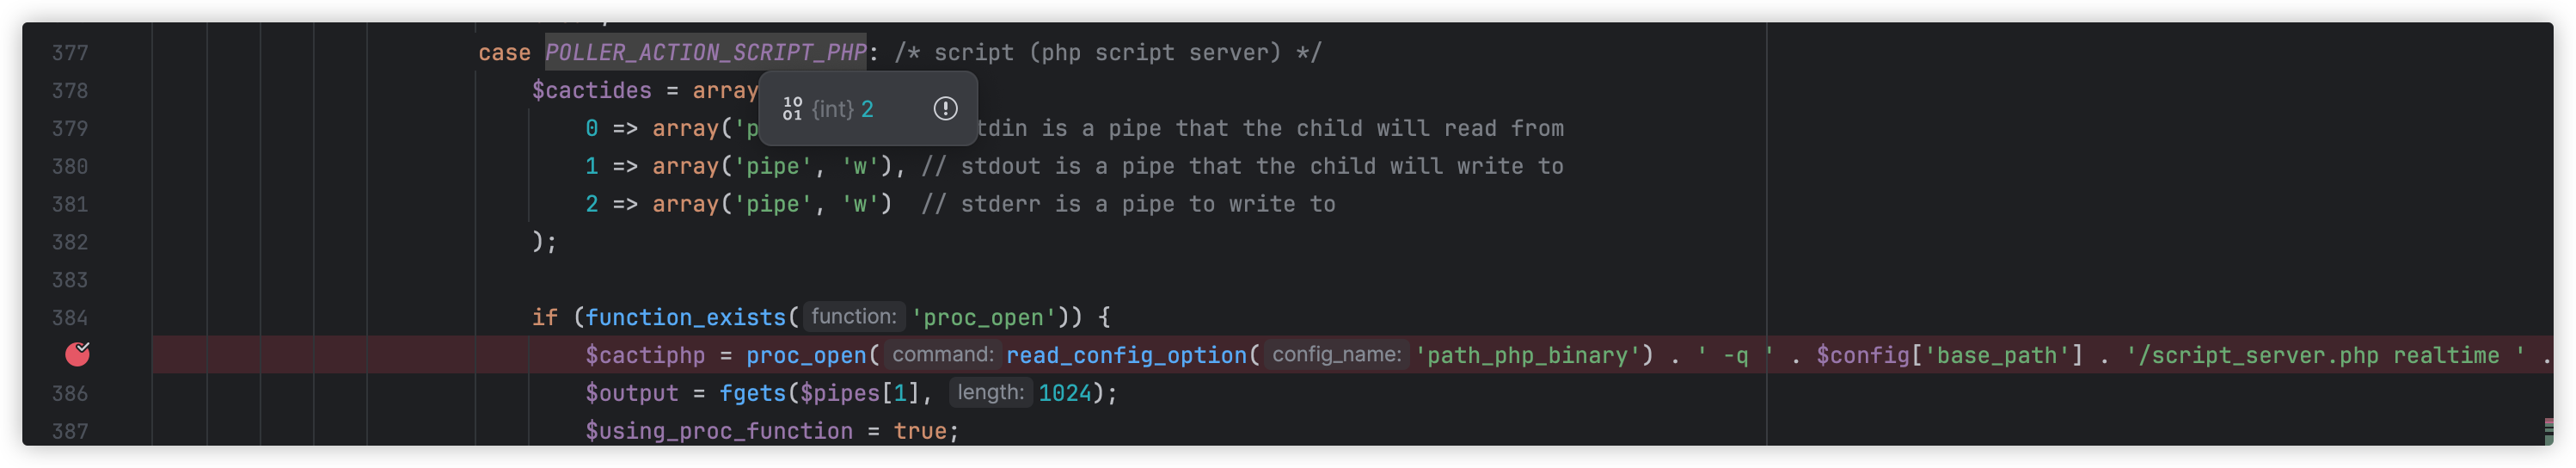 377 case POLLER_ACTION_SCRIPT_PHP: /* script (php script server) */
378 $cactides = array
10 01 {int} 2
379 0 => array('p tdin is a pipe that the child will read from
380 1 => array('pipe', 'w'), // stdout is a pipe that the child will write to
381 2 => array('pipe', 'w')  // stderr is a pipe to write to
382 );
383
384 if (function_exists( function: 'proc_open')) {
$cactiphp = proc_open( command: read_config_option( config_name: 'path_php_binary') . ' -q ' . $config['base_path'] . '/script_server.php realtime ' .
386 $output = fgets($pipes[1], length: 1024);
387 $using_proc_function = true;